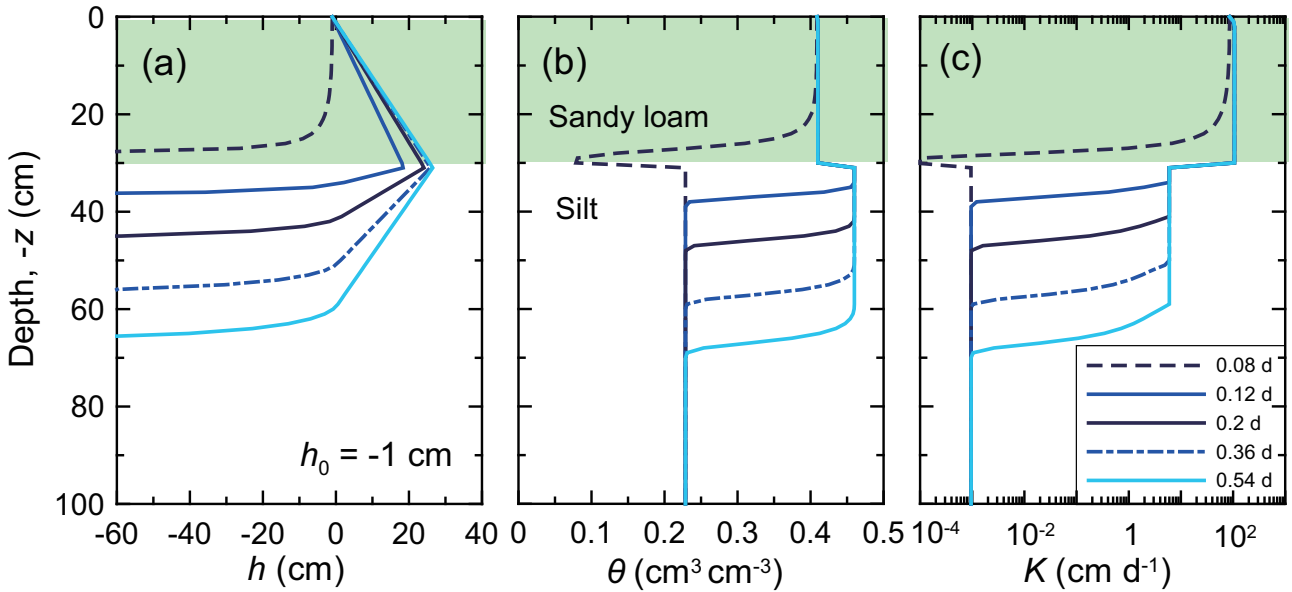 (a)
(b)
(c)
Sandy loam
Silt
h₀ = -1 cm
0.08 d
0.12 d
0.2 d
0.36 d
0.54 d
Depth, -z (cm)
0
20
40
60
80
100
-60 -40 -20 0 20 40
0 0.1 0.2 0.3 0.4 0.5
10⁻⁴ 10⁻² 1 10²
h (cm)
θ (cm³ cm⁻³)
K (cm d⁻¹)